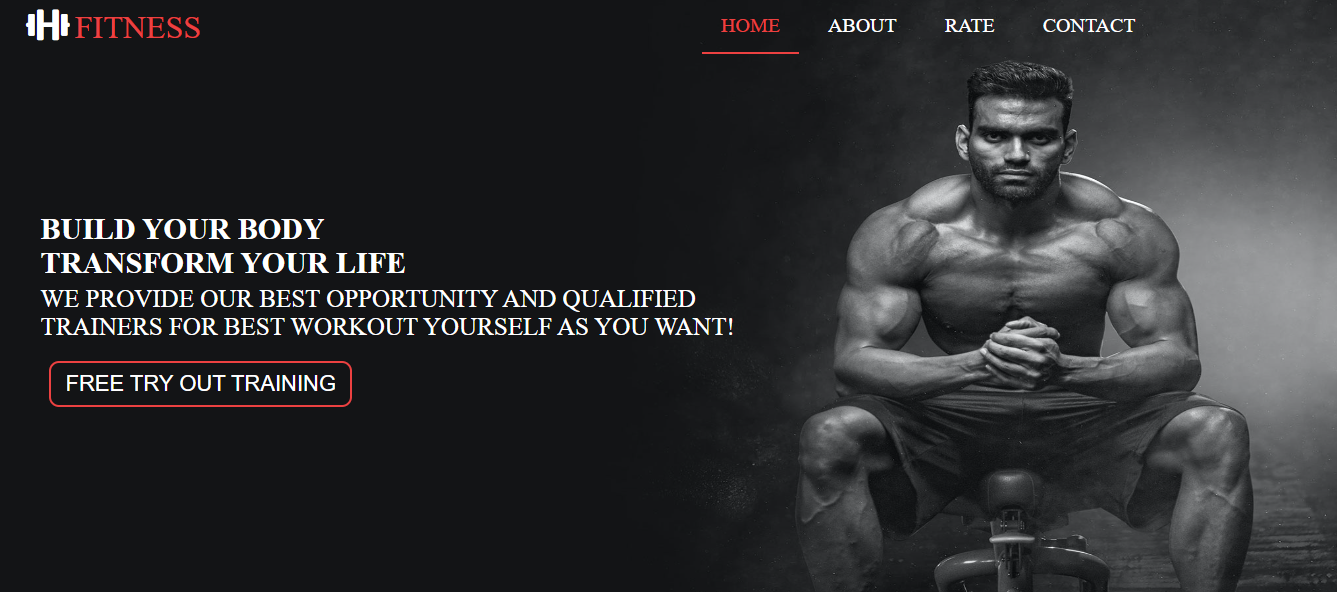 FITNESS
HOME ABOUT RATE CONTACT
BUILD YOUR BODY
TRANSFORM YOUR LIFE
WE PROVIDE OUR BEST OPPORTUNITY AND QUALIFIED
TRAINERS FOR BEST WORKOUT YOURSELF AS YOU WANT!
FREE TRY OUT TRAINING